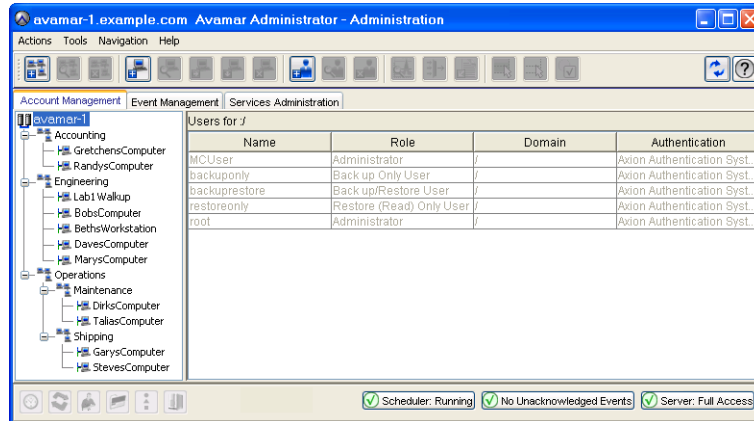 avamar-1.example.com Avamar Administrator - Administration
Actions Tools Navigation Help
Account Management Event Management Services Administration
avamar-1
Accounting
GretchensComputer
RandysComputer
Engineering
Lab1 Walkup
BobsComputer
BethsWorkstation
DavesComputer
MarysComputer
Operations
Maintenance
DirksComputer
TaliasComputer
Shipping
GarysComputer
StevesComputer
Users for :/
Name Role Domain Authentication
MCUser Administrator / Axion Authentication Syst...
backuponly Back up Only User / Axion Authentication Syst...
backuprestore Back up/Restore User / Axion Authentication Syst...
restoreonly Restore (Read) Only User / Axion Authentication Syst...
root Administrator / Axion Authentication Syst...
Scheduler: Running No Unacknowledged Events Server: Full Access